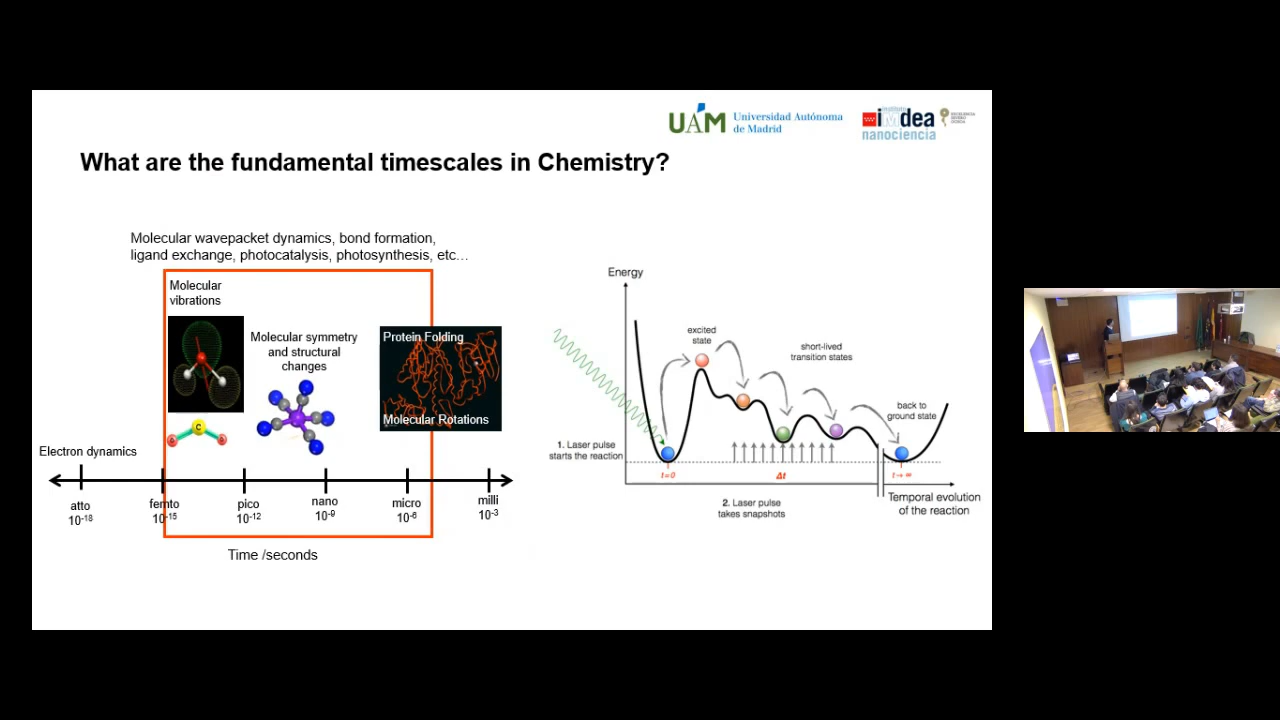 UAM Universidad Autónoma
de Madrid
instituto
iMdea
nanociencia
EXCELENCIA
SEVERO
OCHOA
What are the fundamental timescales in Chemistry?
Molecular wavepacket dynamics, bond formation,
ligand exchange, photocatalysis, photosynthesis, etc...
Molecular
vibrations
Molecular symmetry
and structural
changes
Protein Folding
Molecular Rotations
C
O
O
Electron dynamics
atto
10-18
femto
10-15
pico
10-12
nano
10-9
micro
10-6
milli
10-3
Time /seconds
Energy
excited
state
short-lived
transition states
back to
ground state
1. Laser pulse
starts the reaction
t=0
Δt
t→∞
2. Laser pulse
takes snapshots
Temporal evolution
of the reaction